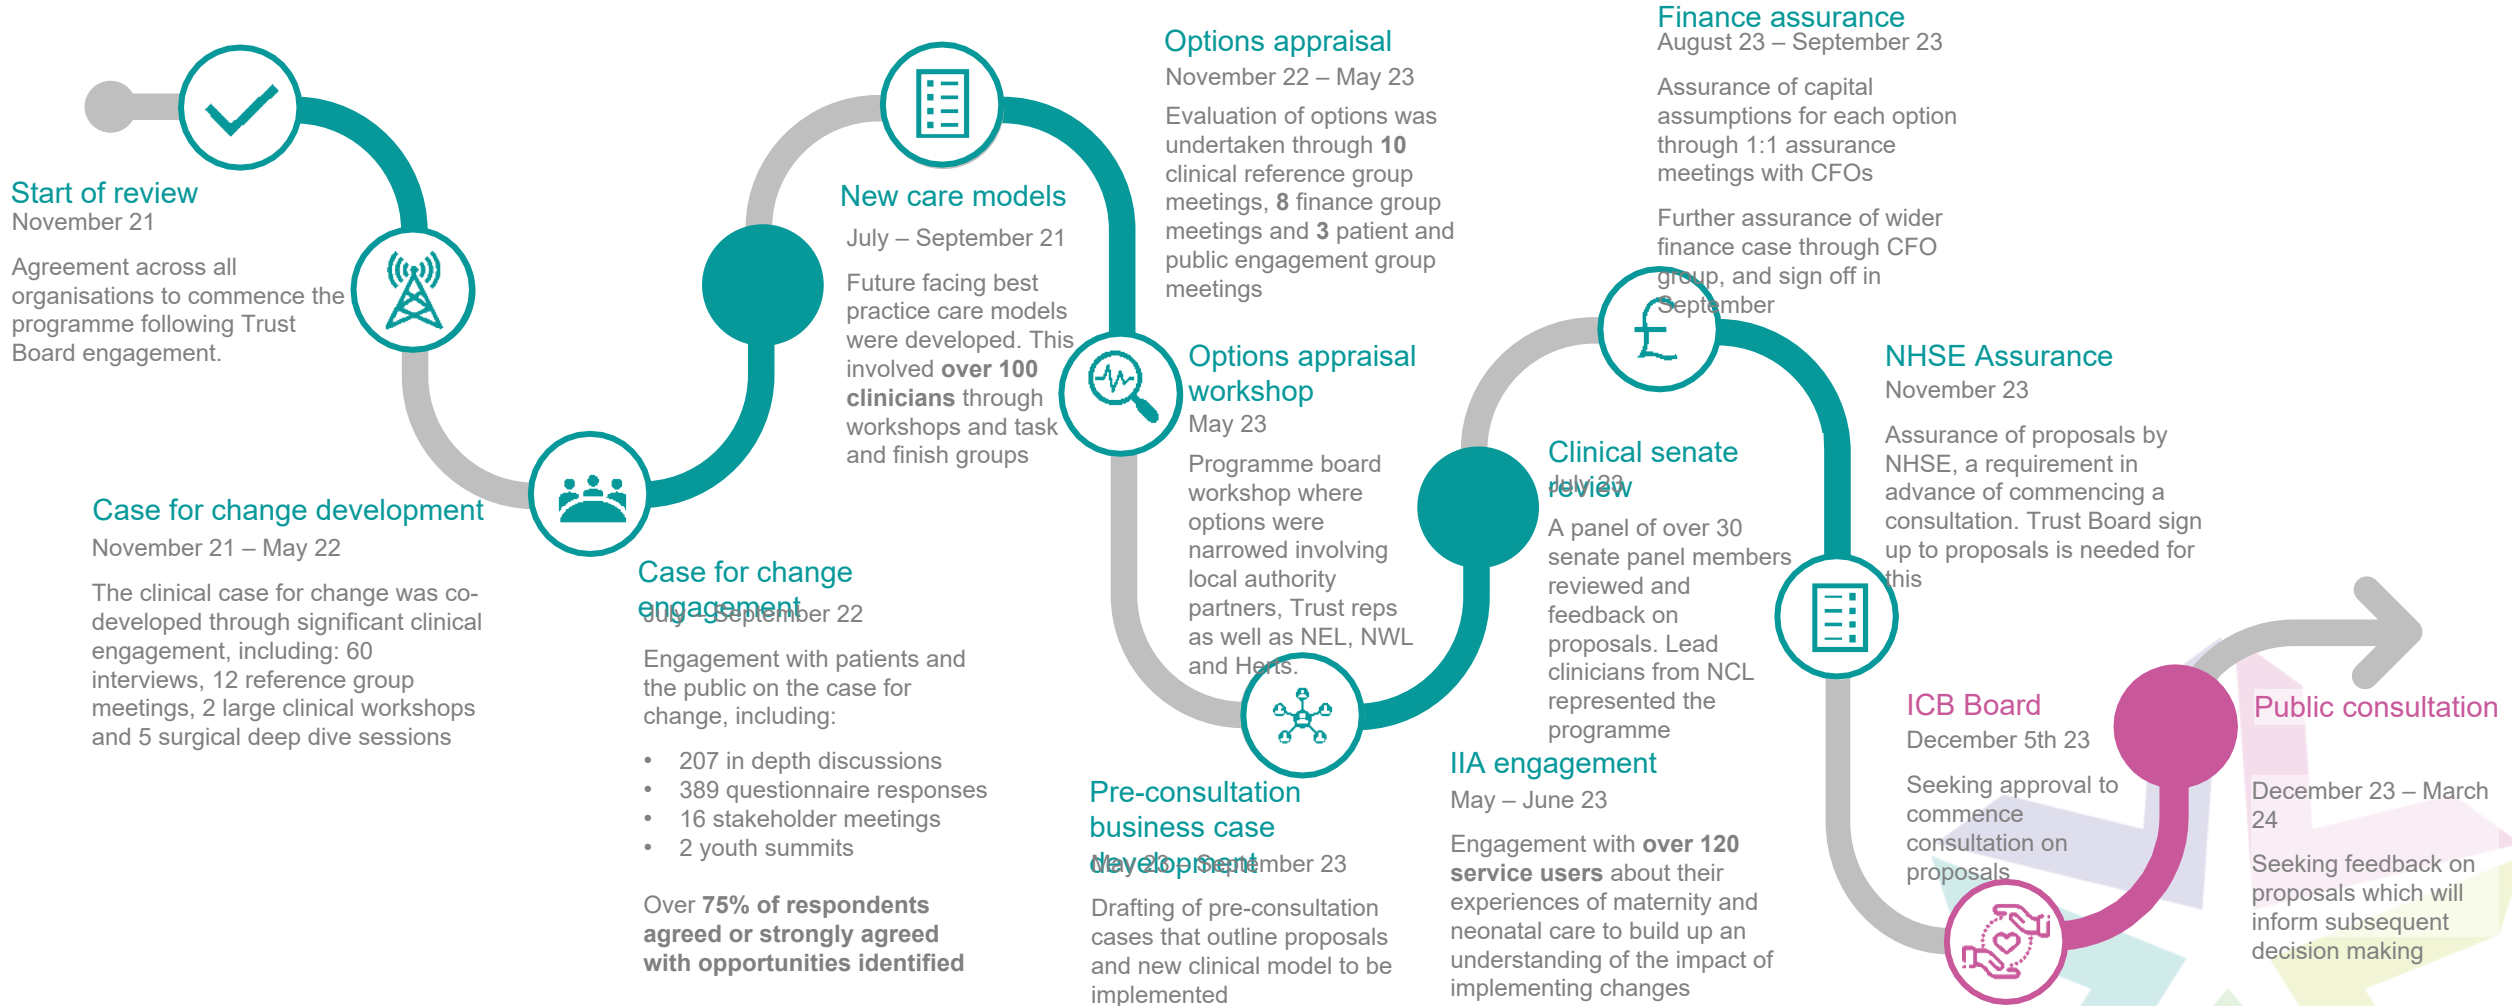 Start of review
November 21
Agreement across all
organisations to commence the
programme following Trust
Board engagement.
Case for change development
November 21 – May 22
The clinical case for change was co-
developed through significant clinical
engagement, including: 60
interviews, 12 reference group
meetings, 2 large clinical workshops
and 5 surgical deep dive sessions
Case for change
engagement
July – September 22
Engagement with patients and
the public on the case for
change, including:
• 207 in depth discussions
• 389 questionnaire responses
• 16 stakeholder meetings
• 2 youth summits
Over 75% of respondents
agreed or strongly agreed
with opportunities identified
New care models
July – September 21
Future facing best
practice care models
were developed. This
involved over 100
clinicians through
workshops and task
and finish groups
Options appraisal
November 22 – May 23
Evaluation of options was
undertaken through 10
clinical reference group
meetings, 8 finance group
meetings and 3 patient and
public engagement group
meetings
Options appraisal
workshop
May 23
Programme board
workshop where
options were
narrowed involving
local authority
partners, Trust reps
as well as NEL, NWL
and Herts.
Pre-consultation
business case
development
May 23 – September 23
Drafting of pre-consultation
cases that outline proposals
and new clinical model to be
implemented
IIA engagement
May – June 23
Engagement with over 120
service users about their
experiences of maternity and
neonatal care to build up an
understanding of the impact of
implementing changes
Clinical senate
review
July 23
A panel of over 30
senate panel members
reviewed and
feedback on
proposals. Lead
clinicians from NCL
represented the
programme
Finance assurance
August 23 – September 23
Assurance of capital
assumptions for each option
through 1:1 assurance
meetings with CFOs
Further assurance of wider
finance case through CFO
group, and sign off in
September
£
NHSE Assurance
November 23
Assurance of proposals by
NHSE, a requirement in
advance of commencing a
consultation. Trust Board sign
up to proposals is needed for
this
ICB Board
December 5th 23
Seeking approval to
commence
consultation on
proposals
Public consultation
December 23 – March
24
Seeking feedback on
proposals which will
inform subsequent
decision making